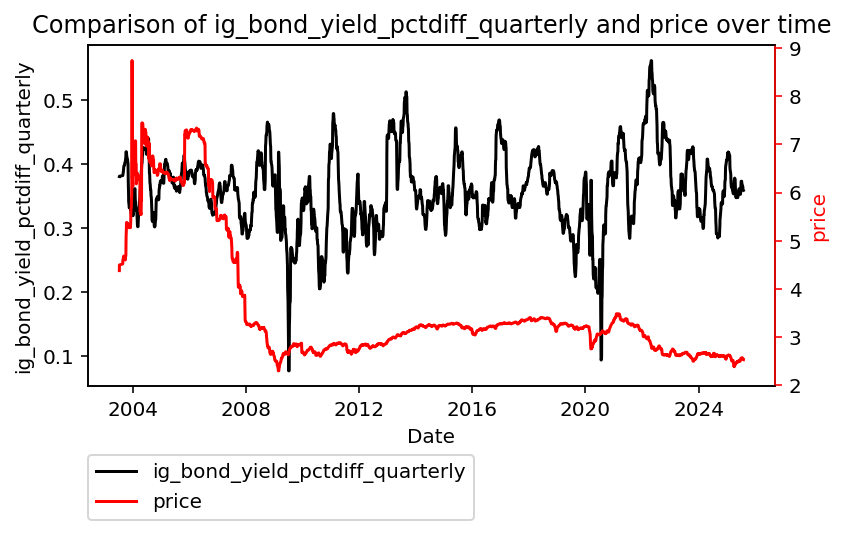 Comparison of ig_bond_yield_pctdiff_quarterly and price over time
ig_bond_yield_pctdiff_quarterly
0.5
0.4
0.3
0.2
0.1
9
8
7
6
5
4
3
2
price
2004 2008 2012 2016 2020 2024
Date
ig_bond_yield_pctdiff_quarterly
price